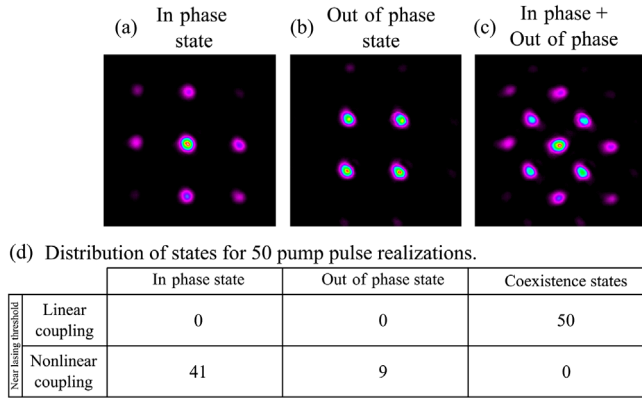 (a) In phase state
(b) Out of phase state
(c) In phase + Out of phase
(d) Distribution of states for 50 pump pulse realizations.
In phase state Out of phase state Coexistence states
Near lasing threshold
Linear coupling 0 0 50
Nonlinear coupling 41 9 0